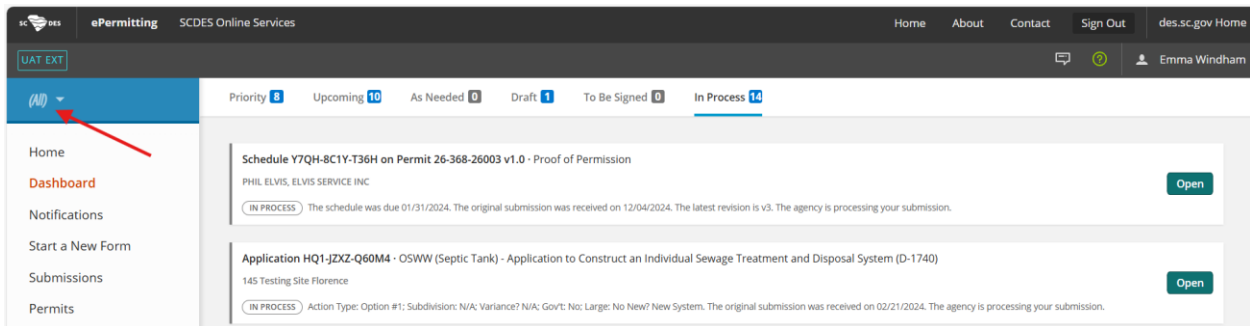 SC DES ePermitting SCDES Online Services Home About Contact Sign Out des.sc.gov Home
UAT EXT Emma Windham
(All) Priority 8 Upcoming 10 As Needed 0 Draft 1 To Be Signed 0 In Process 14
Home
Dashboard
Notifications
Start a New Form
Submissions
Permits
Schedule Y7QH-8C1Y-T36H on Permit 26-368-26003 v1.0 · Proof of Permission
PHIL ELVIS, ELVIS SERVICE INC
Open
IN PROCESS The schedule was due 01/31/2024. The original submission was received on 12/04/2024. The latest revision is v3. The agency is processing your submission.
Application HQ1-JZXZ-Q60M4 · OSWW (Septic Tank) - Application to Construct an Individual Sewage Treatment and Disposal System (D-1740)
145 Testing Site Florence
Open
IN PROCESS Action Type: Option #1; Subdivision: N/A; Variance? N/A; Gov't: No; Large: No New? New System. The original submission was received on 02/21/2024. The agency is processing your submission.